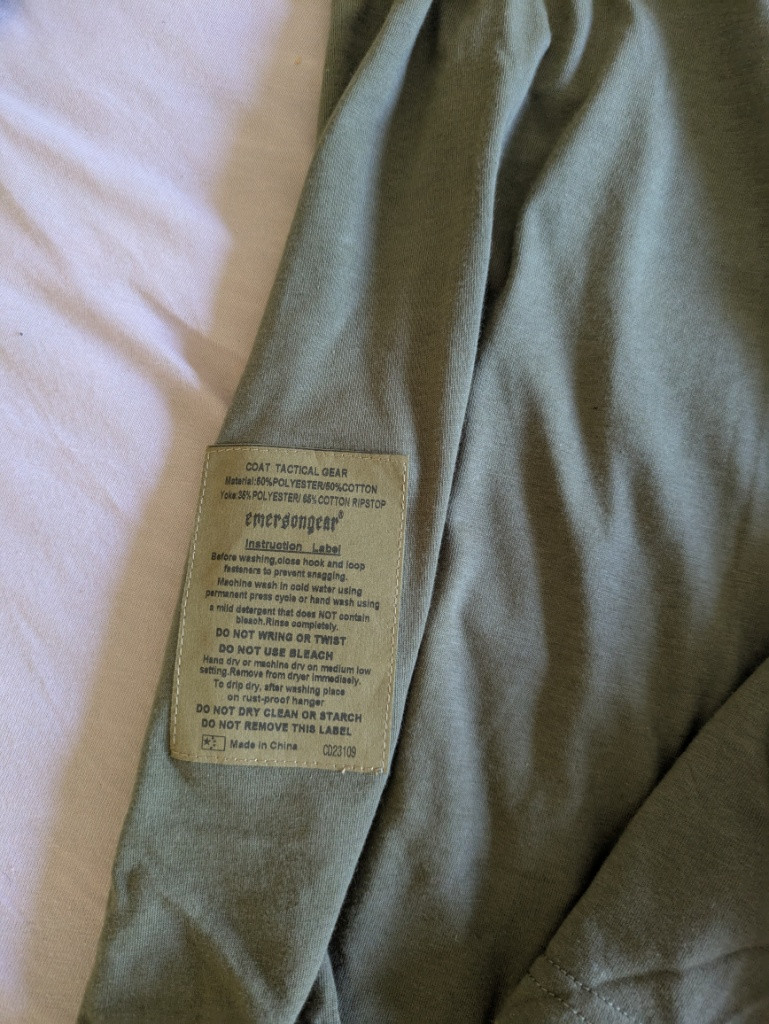 COAT TACTICAL GEAR
Material:50%POLYESTER/50%COTTON
Yoke:35%POLYESTER/ 65%COTTON RIPSTOP
emersongear®
Instruction Label
Before washing,close hook and loop
fasteners to prevent snagging.
Machine wash in cold water using
permanent press cycle or hand wash using
a mild detergent that does NOT contain
bleach.Rinse completely.
DO NOT WRING OR TWIST
DO NOT USE BLEACH
Hang dry or machine dry on medium low
setting.Remove from dryer immediately.
To drip dry, after washing place
on rust-proof hanger
DO NOT DRY CLEAN OR STARCH
DO NOT REMOVE THIS LABEL
Made in China CD23109